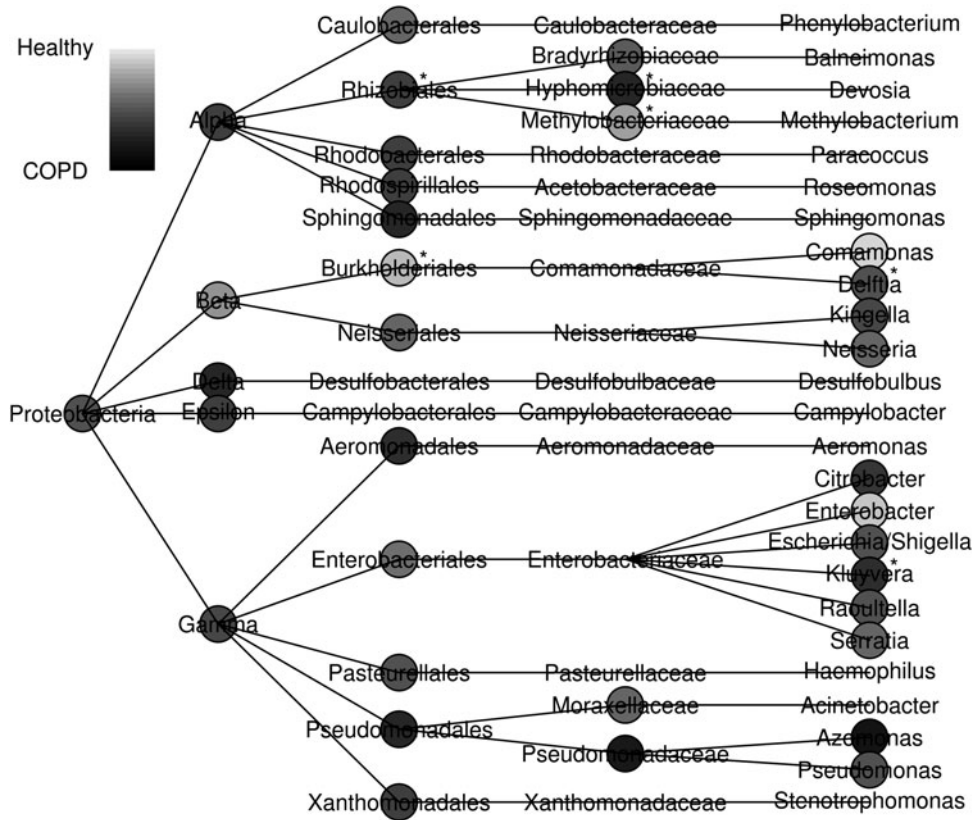 Healthy
COPD
Caulobacterales Caulobacteraceae Phenylobacterium
Bradyrhizobiaceae Balneimonas
Rhizobiales * Hyphomicrobiaceae * Devosia
Alpha Methylobacteriaceae * Methylobacterium
Rhodobacterales Rhodobacteraceae Paracoccus
Rhodospirillales Acetobacteraceae Roseomonas
Sphingomonadales Sphingomonadaceae Sphingomonas
Comamonas
Burkholderiales * Comamonadaceae
Delftia *
Beta
Kingella
Neisseriales Neisseriacoae
Neisseria
Delta Desulfobacterales Desulfobulbaceae Desulfobulbus
Proteobacteria Epsilon Campylobacterales Campylobacteraceae Campylobacter
Aeromonadales Aeromonadaceae Aeromonas
Citrobacter
Enterobacter
Escherichia/Shigella
Enterobacteriales Enterobacteriaceae
Kluyvera *
Raoultella
Gamma
Serratia
Pasteurellales Pasteurellaceae Haemophilus
Moraxellaceae Acinetobacter
Pseudomonadales
Azomonas
Pseudomonadaceae
Pseudomonas
Xanthomonadales Xanthomonadaceae Stenotrophomonas